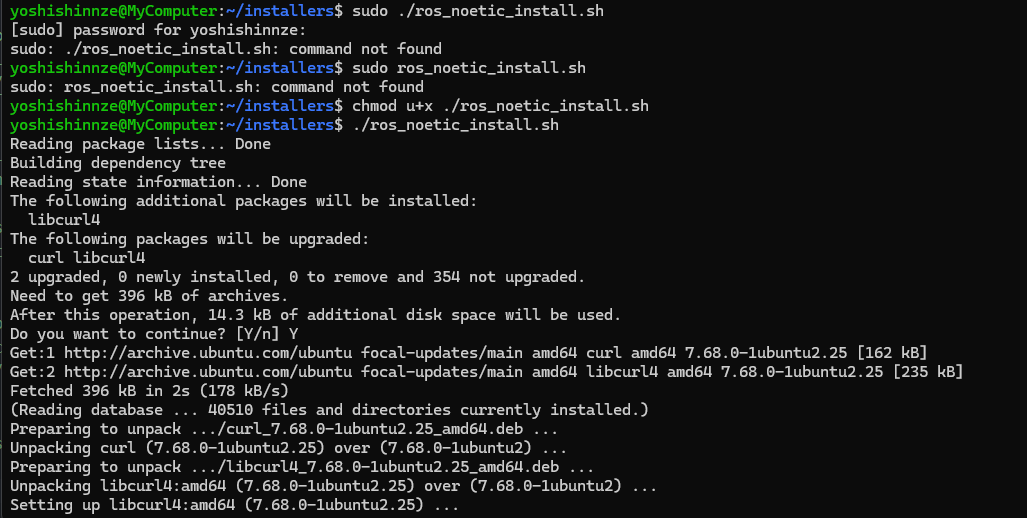 yoshishinnze@MyComputer:~/installers$ sudo ./ros_noetic_install.sh
[sudo] password for yoshishinnze:
sudo: ./ros_noetic_install.sh: command not found
yoshishinnze@MyComputer:~/installers$ sudo ros_noetic_install.sh
sudo: ros_noetic_install.sh: command not found
yoshishinnze@MyComputer:~/installers$ chmod u+x ./ros_noetic_install.sh
yoshishinnze@MyComputer:~/installers$ ./ros_noetic_install.sh
Reading package lists... Done
Building dependency tree
Reading state information... Done
The following additional packages will be installed:
  libcurl4
The following packages will be upgraded:
  curl libcurl4
2 upgraded, 0 newly installed, 0 to remove and 354 not upgraded.
Need to get 396 kB of archives.
After this operation, 14.3 kB of additional disk space will be used.
Do you want to continue? [Y/n] Y
Get:1 http://archive.ubuntu.com/ubuntu focal-updates/main amd64 curl amd64 7.68.0-1ubuntu2.25 [162 kB]
Get:2 http://archive.ubuntu.com/ubuntu focal-updates/main amd64 libcurl4 amd64 7.68.0-1ubuntu2.25 [235 kB]
Fetched 396 kB in 2s (178 kB/s)
(Reading database ... 40510 files and directories currently installed.)
Preparing to unpack .../curl_7.68.0-1ubuntu2.25_amd64.deb ...
Unpacking curl (7.68.0-1ubuntu2.25) over (7.68.0-1ubuntu2) ...
Preparing to unpack .../libcurl4_7.68.0-1ubuntu2.25_amd64.deb ...
Unpacking libcurl4:amd64 (7.68.0-1ubuntu2.25) over (7.68.0-1ubuntu2) ...
Setting up libcurl4:amd64 (7.68.0-1ubuntu2.25) ...